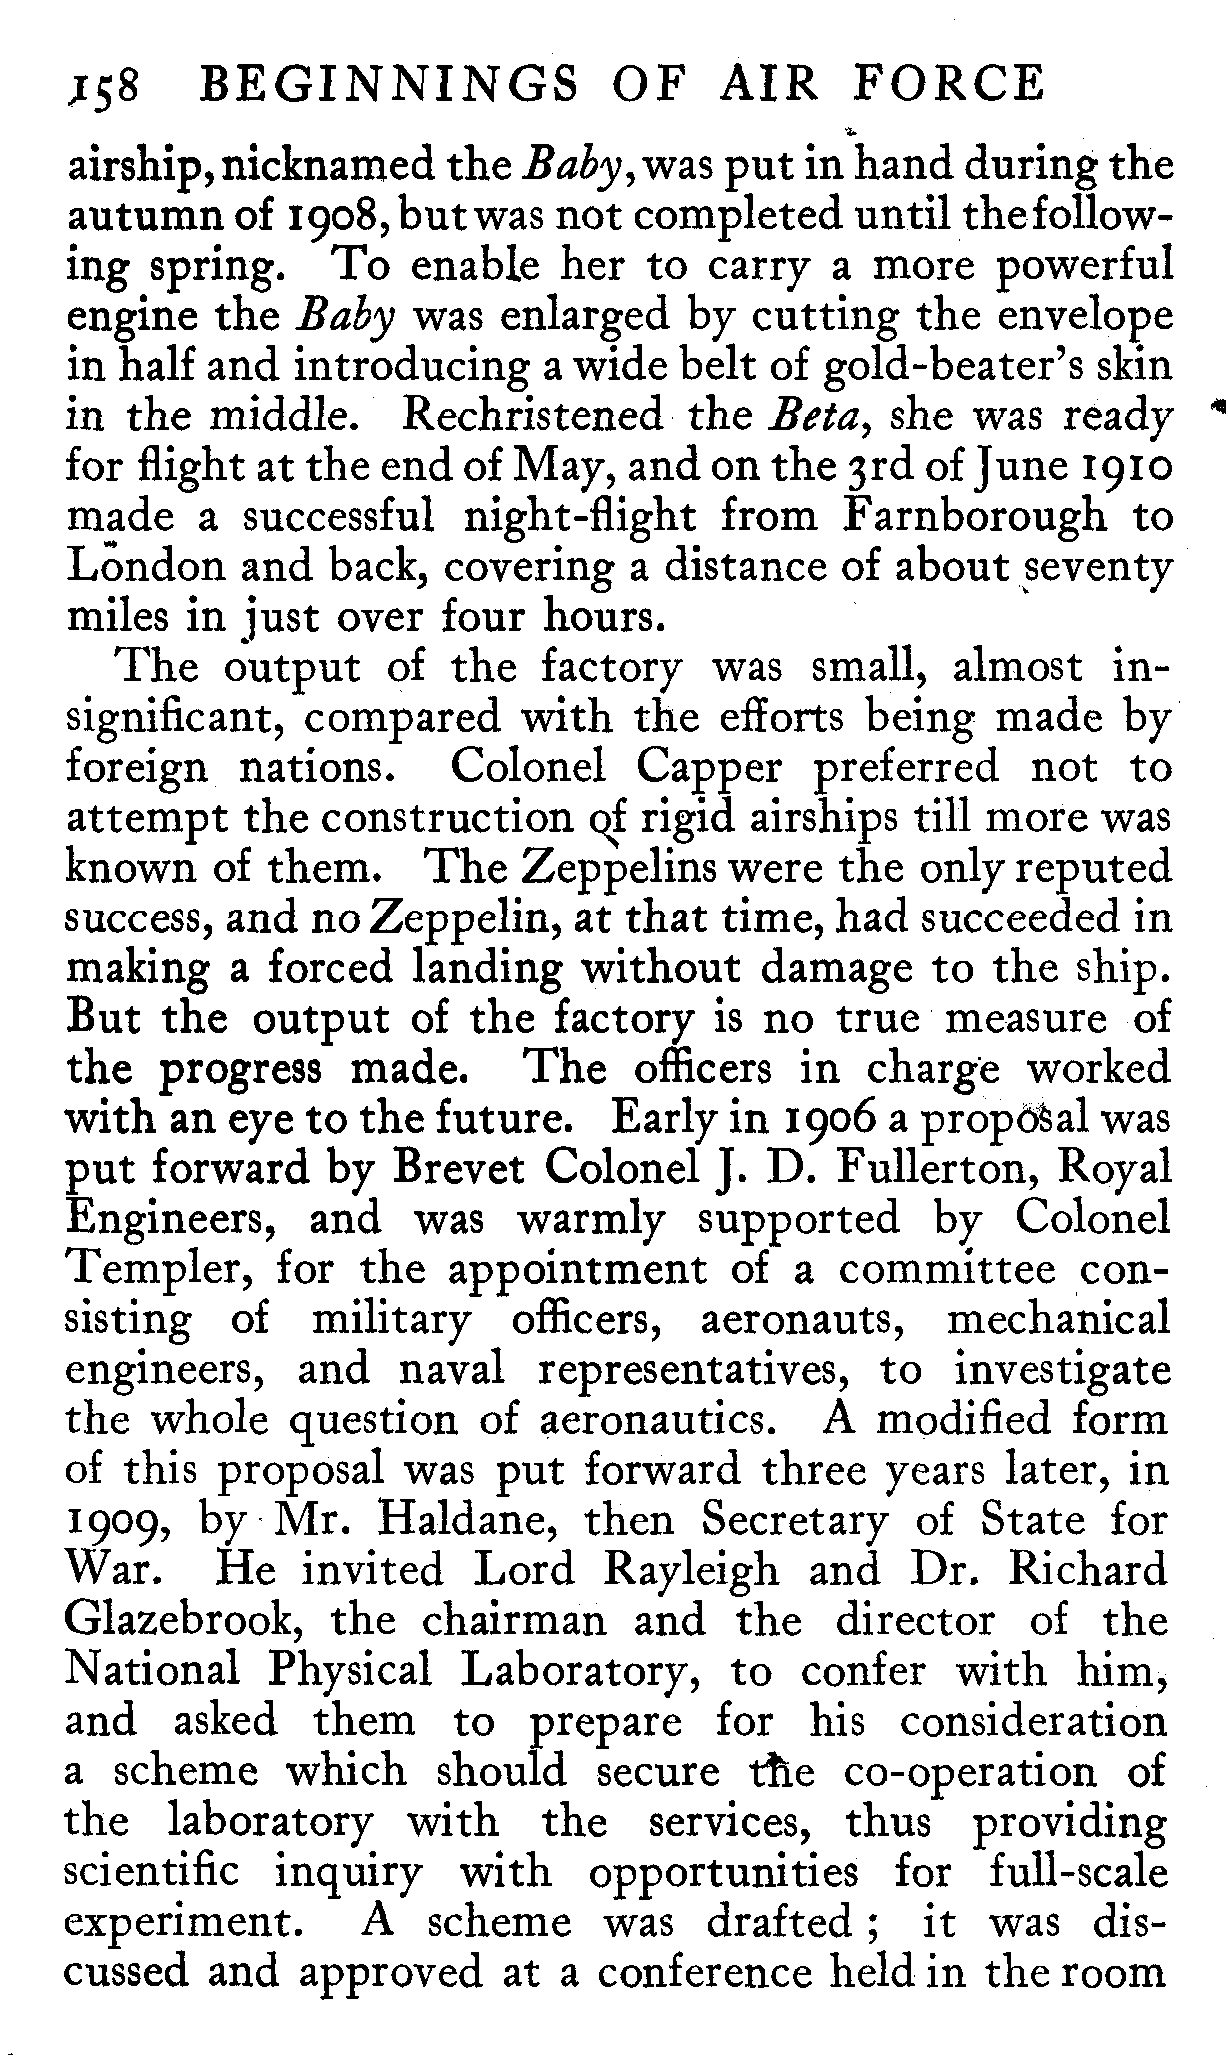 158 BEGINNINGS OF AIR FORCE
airship, nicknamed the Baby, was put in hand during the
autumn of 1908, but was not completed until the follow-
ing spring. To enable her to carry a more powerful
engine the Baby was enlarged by cutting the envelope
in half and introducing a wide belt of gold-beater's skin
in the middle. Rechristened the Beta, she was ready
for flight at the end of May, and on the 3rd of June 1910
made a successful night-flight from Farnborough to
London and back, covering a distance of about seventy
miles in just over four hours.
The output of the factory was small, almost in-
significant, compared with the efforts being made by
foreign nations. Colonel Capper preferred not to
attempt the construction of rigid airships till more was
known of them. The Zeppelins were the only reputed
success, and no Zeppelin, at that time, had succeeded in
making a forced landing without damage to the ship.
But the output of the factory is no true measure of
the progress made. The officers in charge worked
with an eye to the future. Early in 1906 a proposal was
put forward by Brevet Colonel J. D. Fullerton, Royal
Engineers, and was warmly supported by Colonel
Templer, for the appointment of a committee con-
sisting of military officers, aeronauts, mechanical
engineers, and naval representatives, to investigate
the whole question of aeronautics. A modified form
of this proposal was put forward three years later, in
1909, by Mr. Haldane, then Secretary of State for
War. He invited Lord Rayleigh and Dr. Richard
Glazebrook, the chairman and the director of the
National Physical Laboratory, to confer with him,
and asked them to prepare for his consideration
a scheme which should secure the co-operation of
the laboratory with the services, thus providing
scientific inquiry with opportunities for full-scale
experiment. A scheme was drafted ; it was dis-
cussed and approved at a conference held in the room